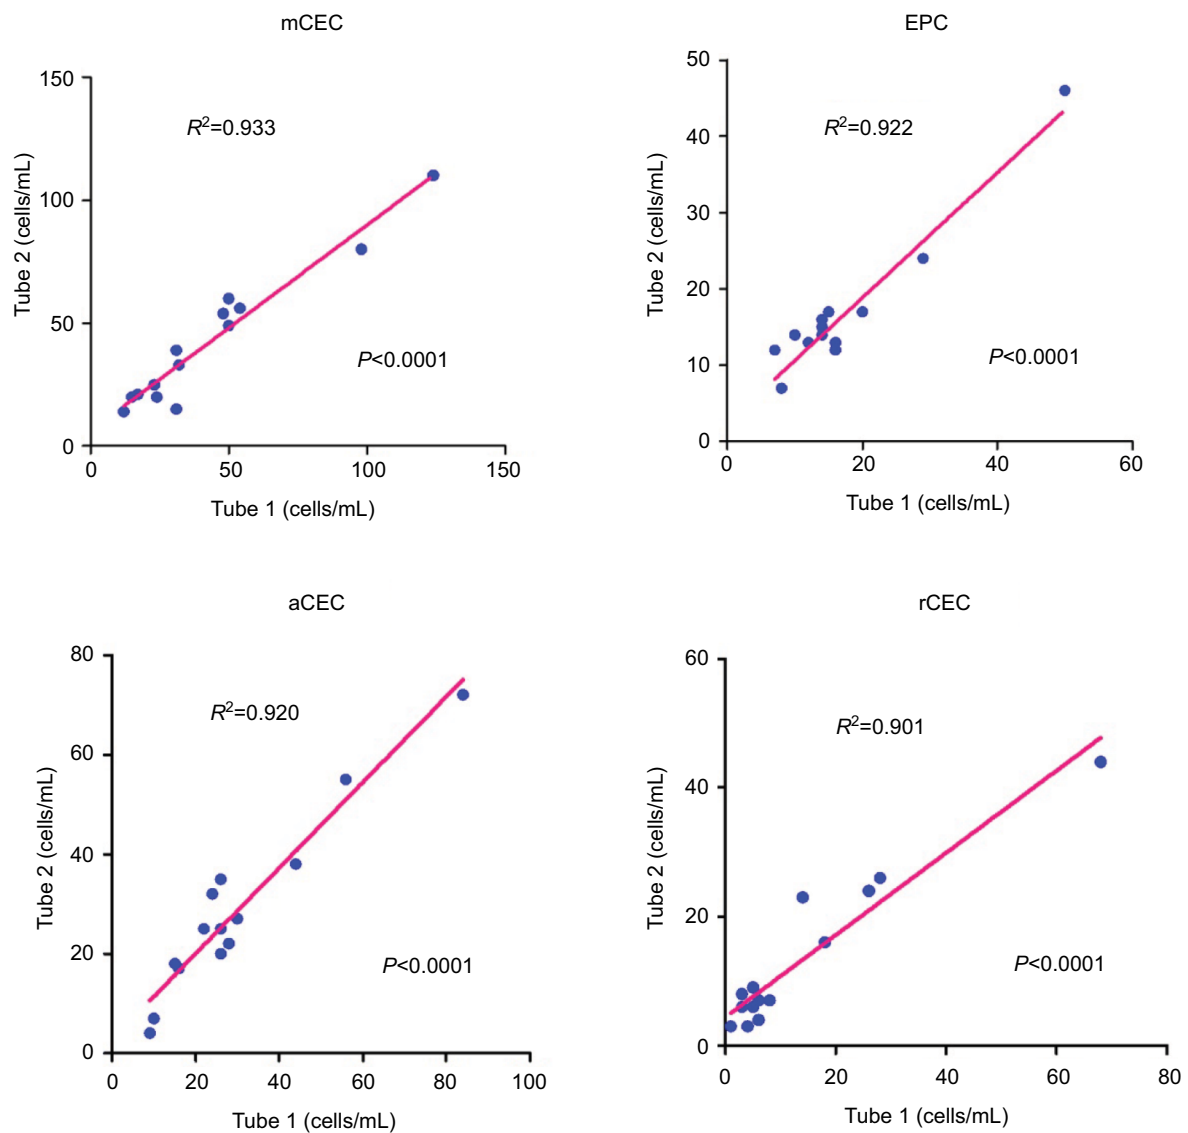 mCEC
150
100
50
0
R²=0.933
P<0.0001
0 50 100 150
Tube 1 (cells/mL)
Tube 2 (cells/mL)
EPC
50
40
30
20
10
0
R²=0.922
P<0.0001
0 20 40 60
Tube 1 (cells/mL)
Tube 2 (cells/mL)
aCEC
80
60
40
20
0
R²=0.920
P<0.0001
0 20 40 60 80 100
Tube 1 (cells/mL)
Tube 2 (cells/mL)
rCEC
60
40
20
0
R²=0.901
P<0.0001
0 20 40 60 80
Tube 1 (cells/mL)
Tube 2 (cells/mL)